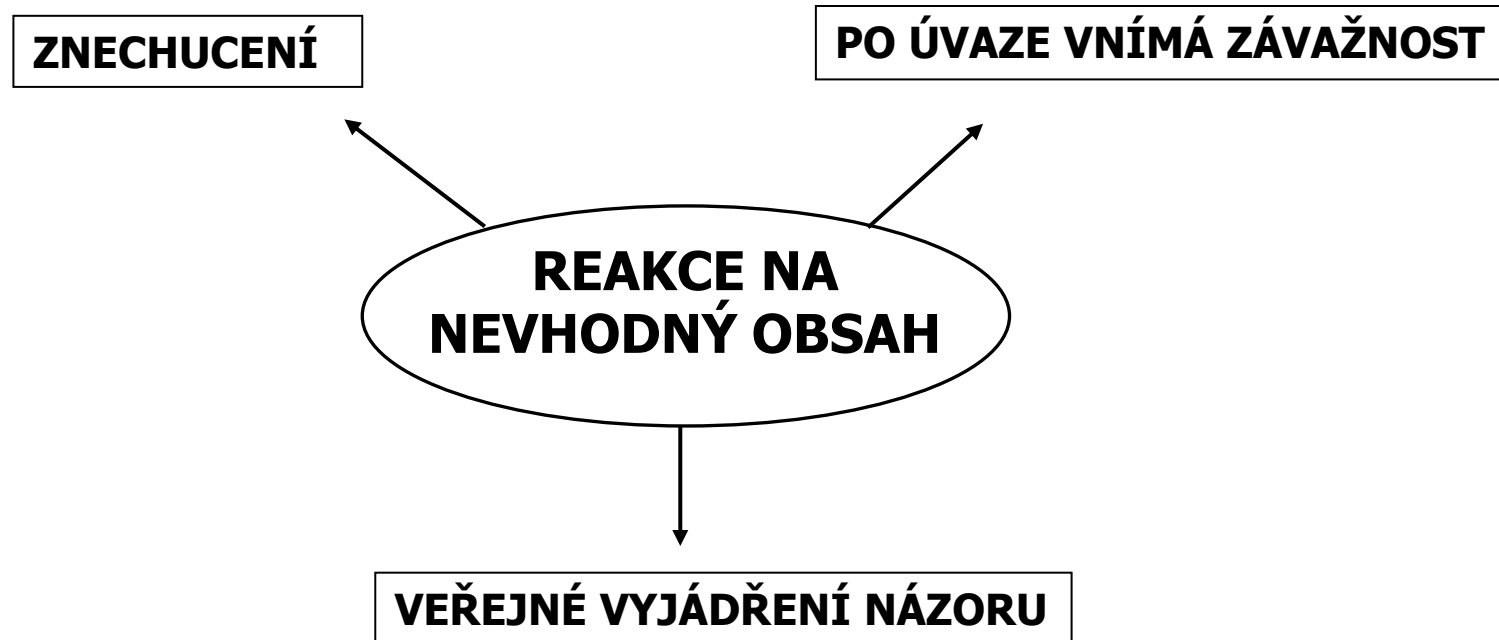 ZNECHUCENÍ
PO ÚVAZE VNÍMÁ ZÁVAŽNOST
REAKCE NA
NEVHODNÝ OBSAH
VEŘEJNÉ VYJÁDŘENÍ NÁZORU